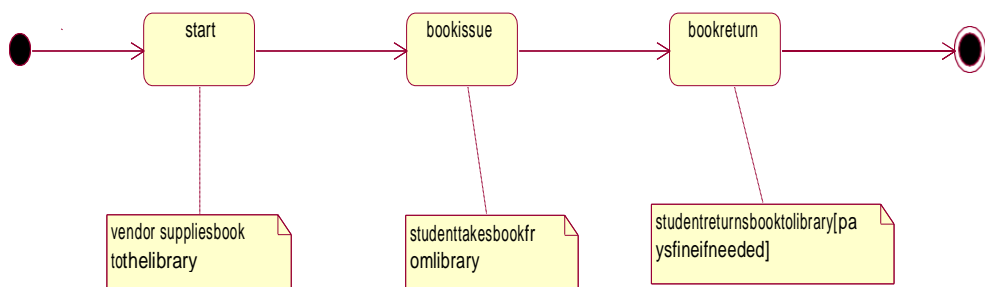 start
bookissue
bookreturn
vendor suppliesbook
tothelibrary
studenttakesbookfr
omlibrary
studentreturnsbooktolibrary[pa
ysfineifneeded]